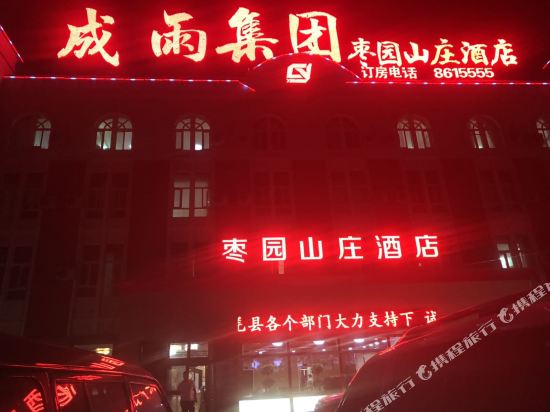 成雨集团
枣园山庄酒店
订房电话 8615555
枣园山庄酒店
县各个部门大力支持下
携程旅行
携程旅行